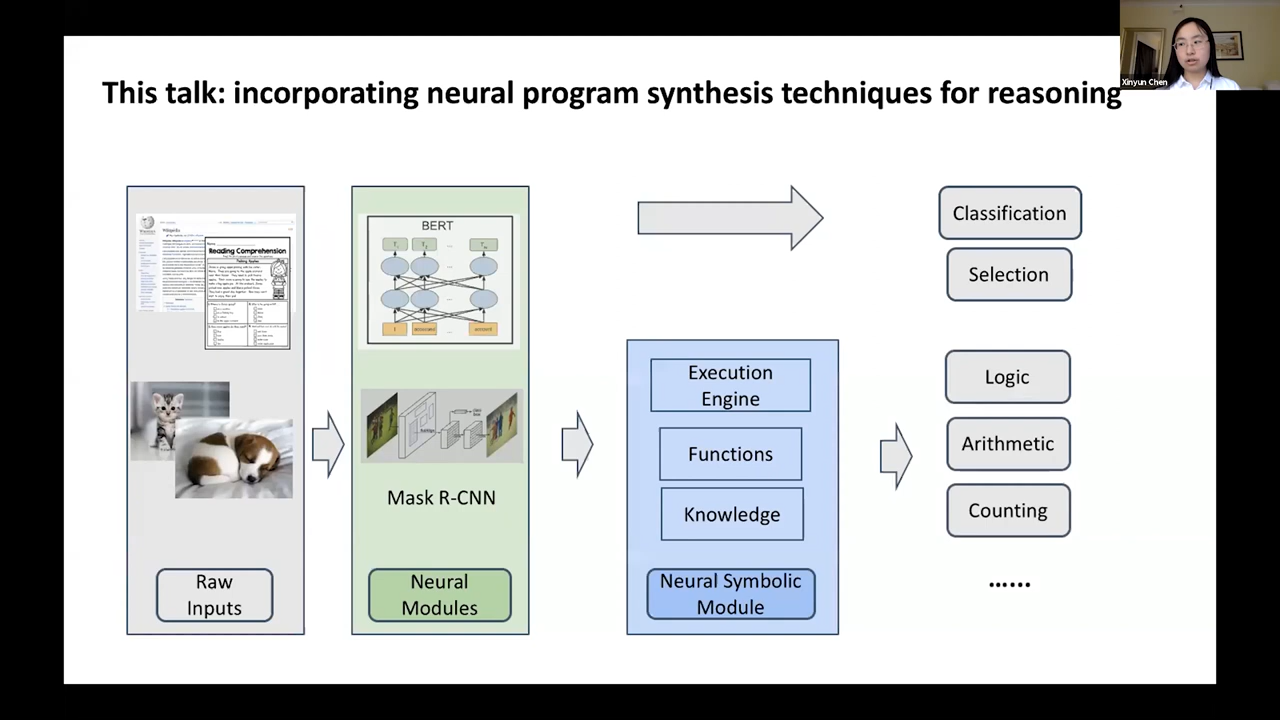 This talk: incorporating neural program synthesis techniques for reasoning
Xinyun Chen
WIKIPEDIA
Reading Comprehension
BERT
Mask R-CNN
Raw
Inputs
Neural
Modules
Execution
Engine
Functions
Knowledge
Neural Symbolic
Module
Classification
Selection
Logic
Arithmetic
Counting
......